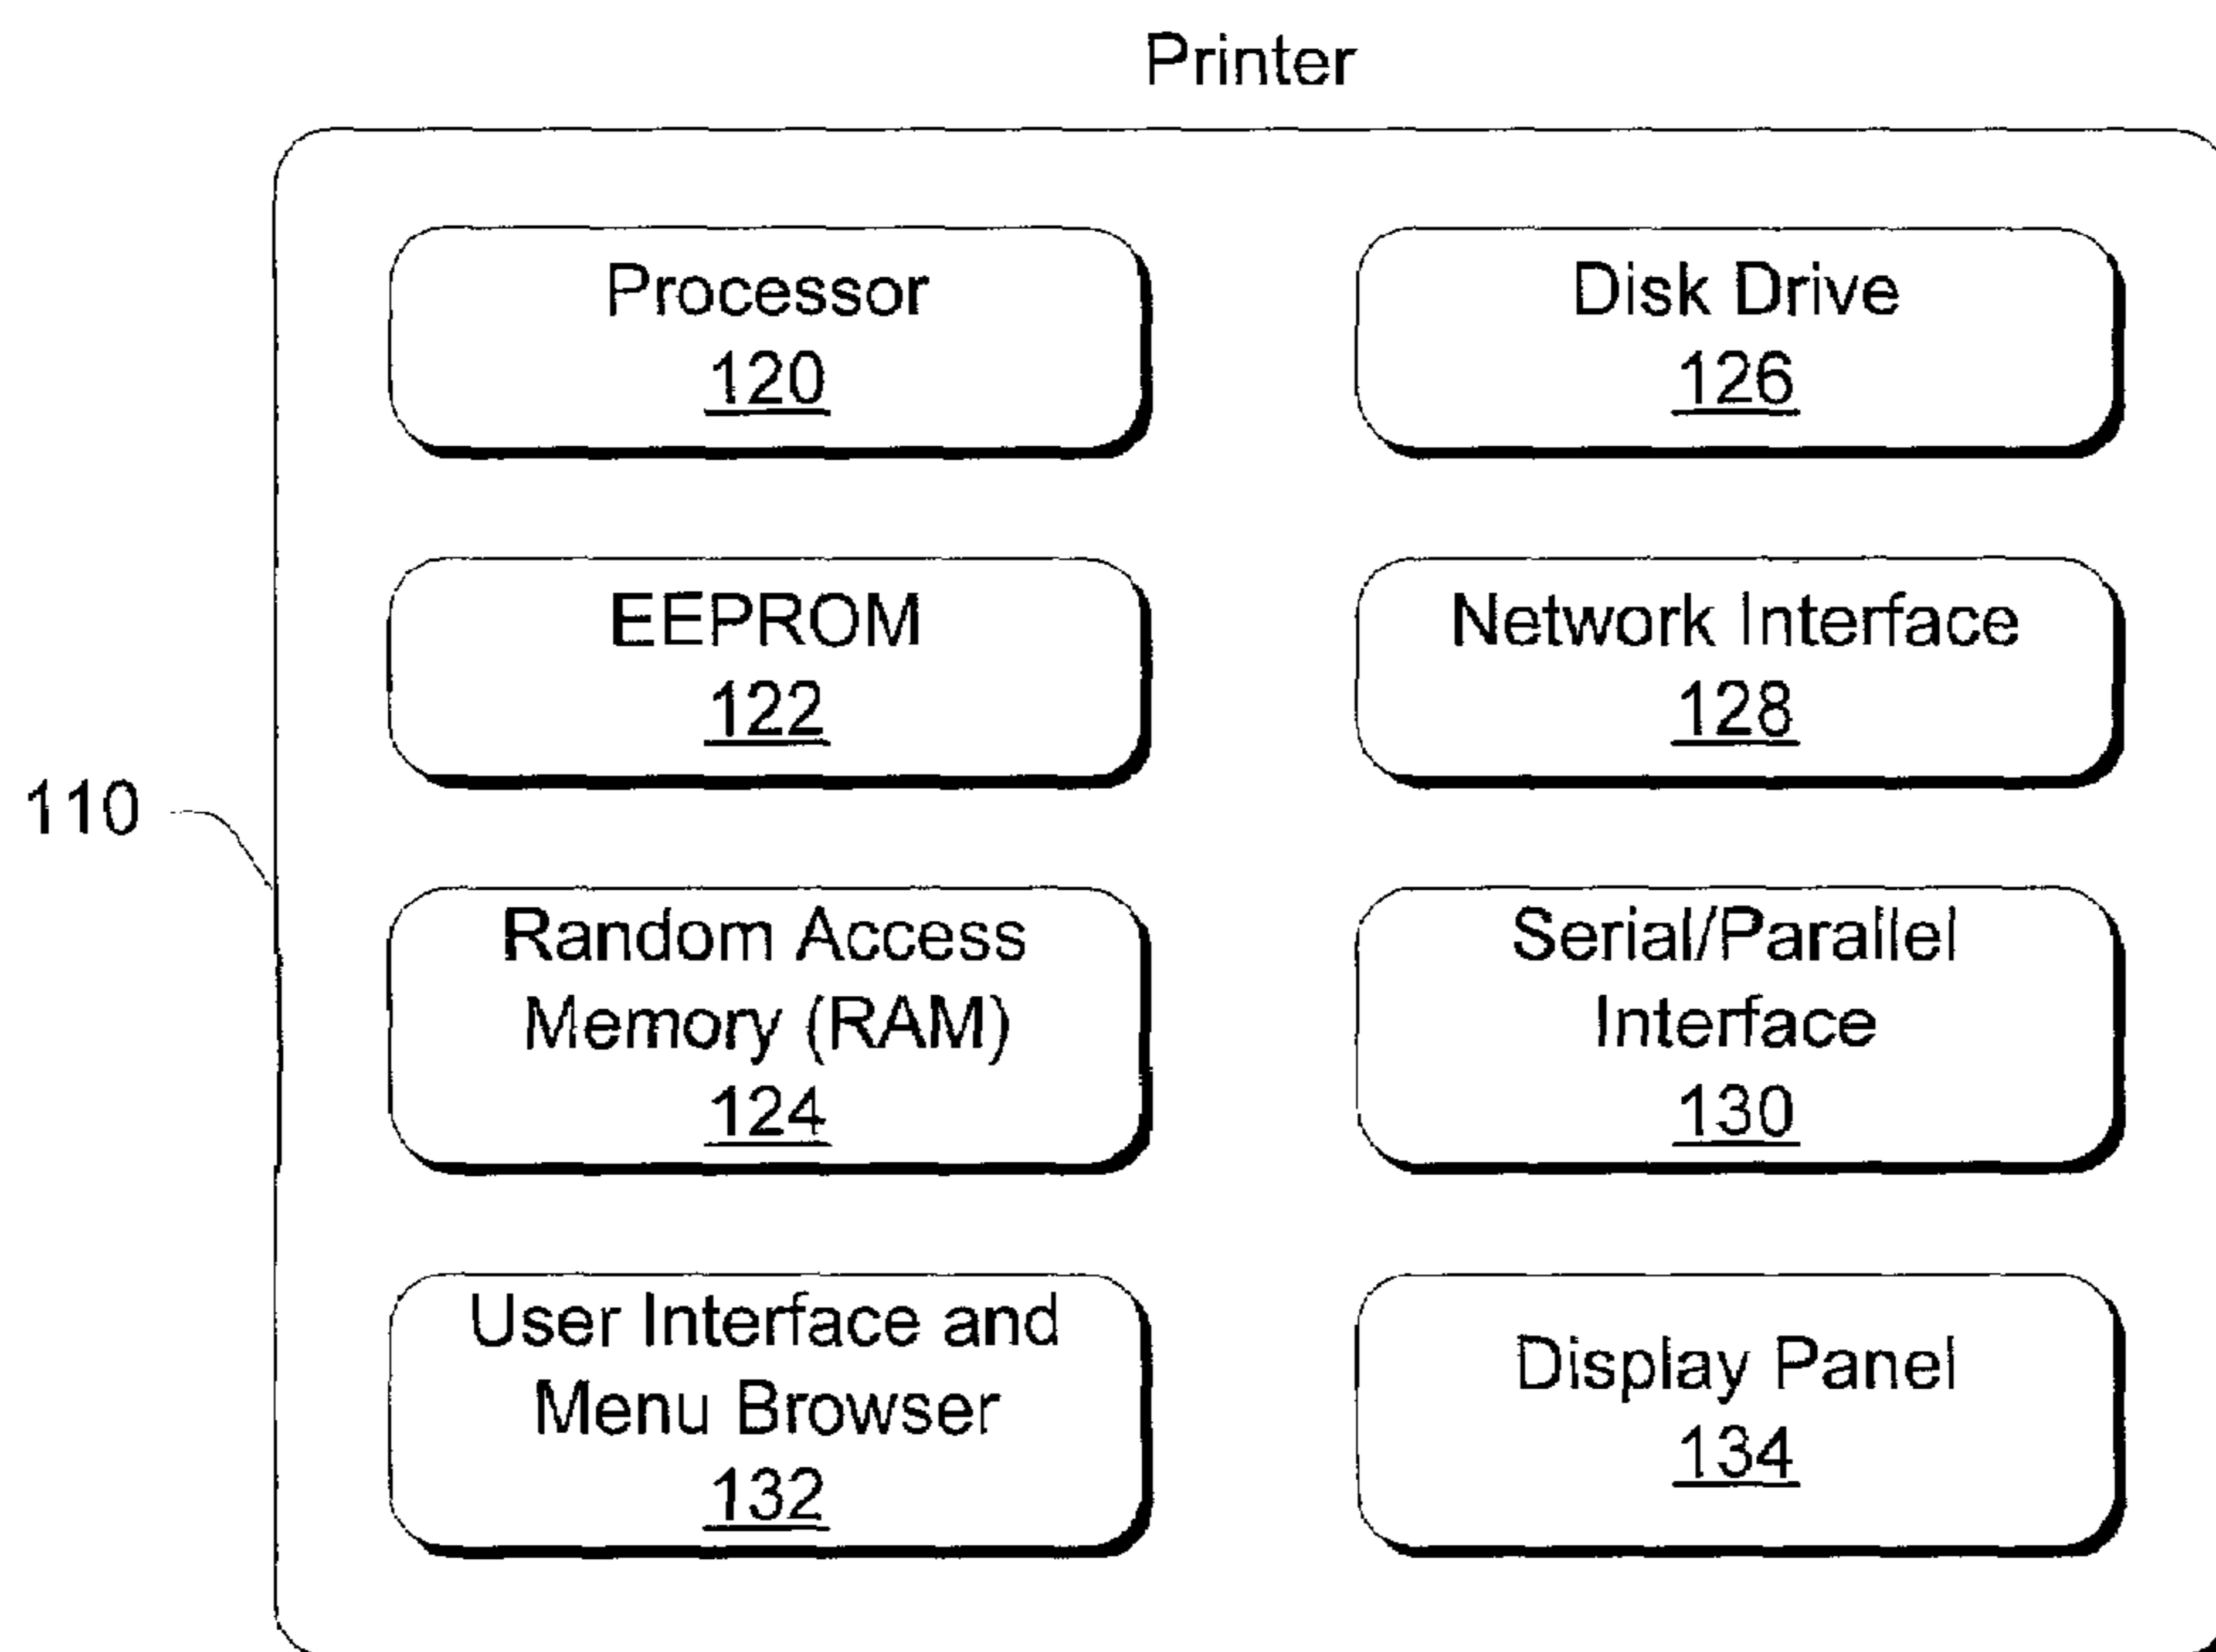 Printer
Processor
120
Disk Drive
126
EEPROM
122
Network Interface
128
110
Random Access
Memory (RAM)
124
Serial/Parallel
Interface
130
User Interface and
Menu Browser
132
Display Panel
134